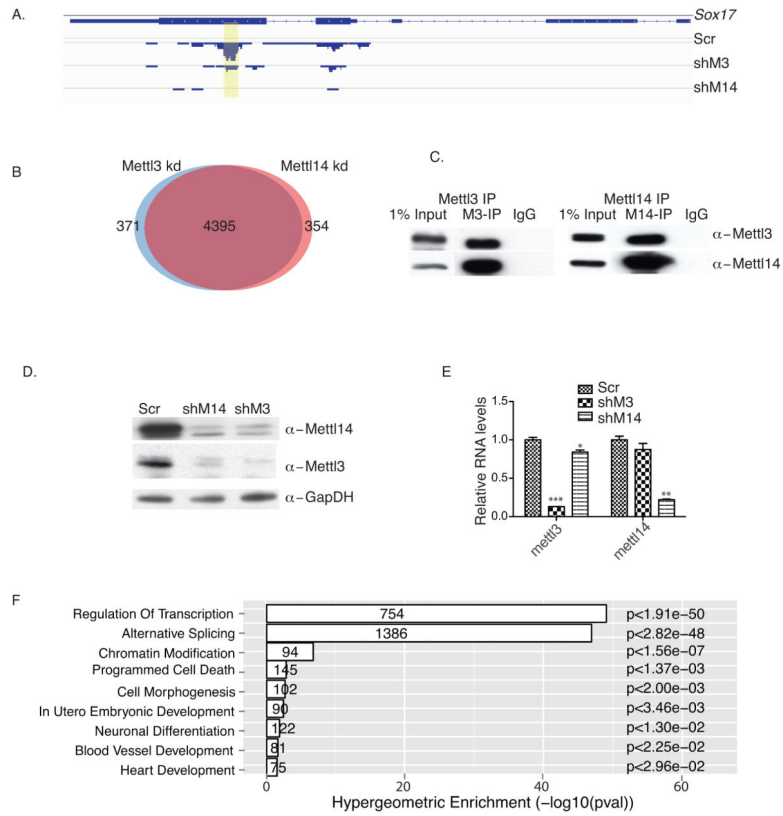 A.
Sox17
Scr
shM3
shM14
B
Mettl3 kd
Mettl14 kd
371
4395
354
C.
Mettl3 IP
Mettl14 IP
1% Input M3-IP IgG
1% Input M14-IP IgG
α-Mettl3
α-Mettl14
D.
Scr shM14 shM3
α-Mettl14
α-Mettl3
α-GapDH
E
Scr
shM3
shM14
Relative RNA levels
1.5
1.0
0.5
0.0
***
*
**
mettl3
mettl14
F
Regulation Of Transcription 754 p<1.91e-50
Alternative Splicing 1386 p<2.82e-48
Chromatin Modification 94 p<1.56e-07
Programmed Cell Death 145 p<1.37e-03
Cell Morphogenesis 102 p<2.00e-03
In Utero Embryonic Development 90 p<3.46e-03
Neuronal Differentiation 122 p<1.30e-02
Blood Vessel Development 81 p<2.25e-02
Heart Development 75 p<2.96e-02
0 20 40 60
Hypergeometric Enrichment (-log10(pval))